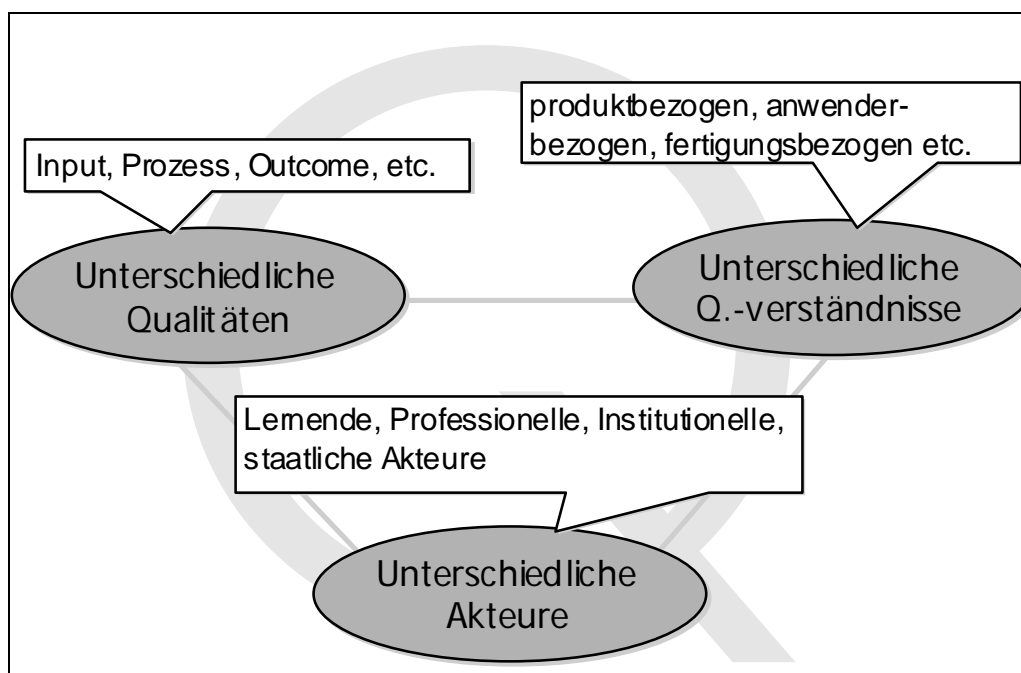 produktbezogen, anwender-
bezogen, fertigungsbezogen etc.
Input, Prozess, Outcome, etc.
Unterschiedliche
Qualitäten
Unterschiedliche
Q.-verständnisse
Lernende, Professionelle, Institutionelle,
staatliche Akteure
Unterschiedliche
Akteure